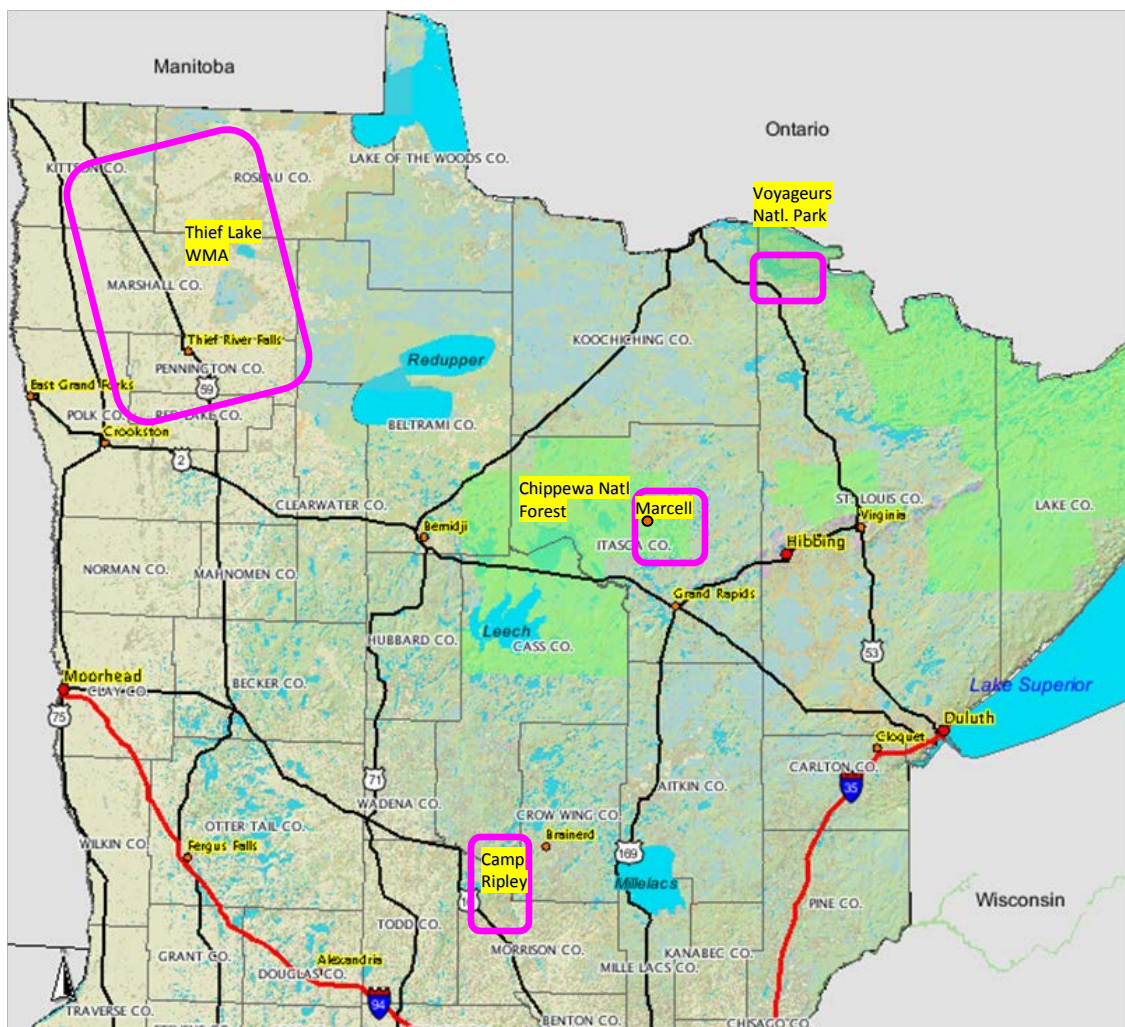 Manitoba
Ontario
LAKE OF THE WOODS CO.
KITTSON CO.
ROSEAU CO.
Voyageurs
Natl. Park
Thief Lake
WMA
MARSHALL CO.
KOOCHICHING CO.
Thief River Falls
Redupper
PENNINGTON CO.
East Grand Forks
59
POLK CO.
RED LAKE CO.
BELTRAMI CO.
Crookston
2
Chippewa Natl
Forest
Marcell
ST. LOUIS CO.
LAKE CO.
CLEARWATER CO.
Virginia
Bemidji
ITASCA CO.
Hibbing
NORMAN CO.
MAHNOMEN CO.
Grand Rapids
Leech
HUBBARD CO.
CASS CO.
53
Moorhead
CLAY CO.
BECKER CO.
Lake Superior
75
Duluth
Cloquet
CARLTON CO.
71
AITKIN CO.
35
WADENA CO.
CROW WING CO.
OTTER TAIL CO.
WILKIN CO.
Brainerd
Fergus Falls
169
Camp
Ripley
Millelacs
Wisconsin
PINE CO.
TODD CO.
MORRISON CO.
GRANT CO.
Alexandria
KANABEC CO.
DOUGLAS CO.
MILLE LACS CO.
94
TRAVERSE CO.
BENTON CO.
CHISAGO CO.